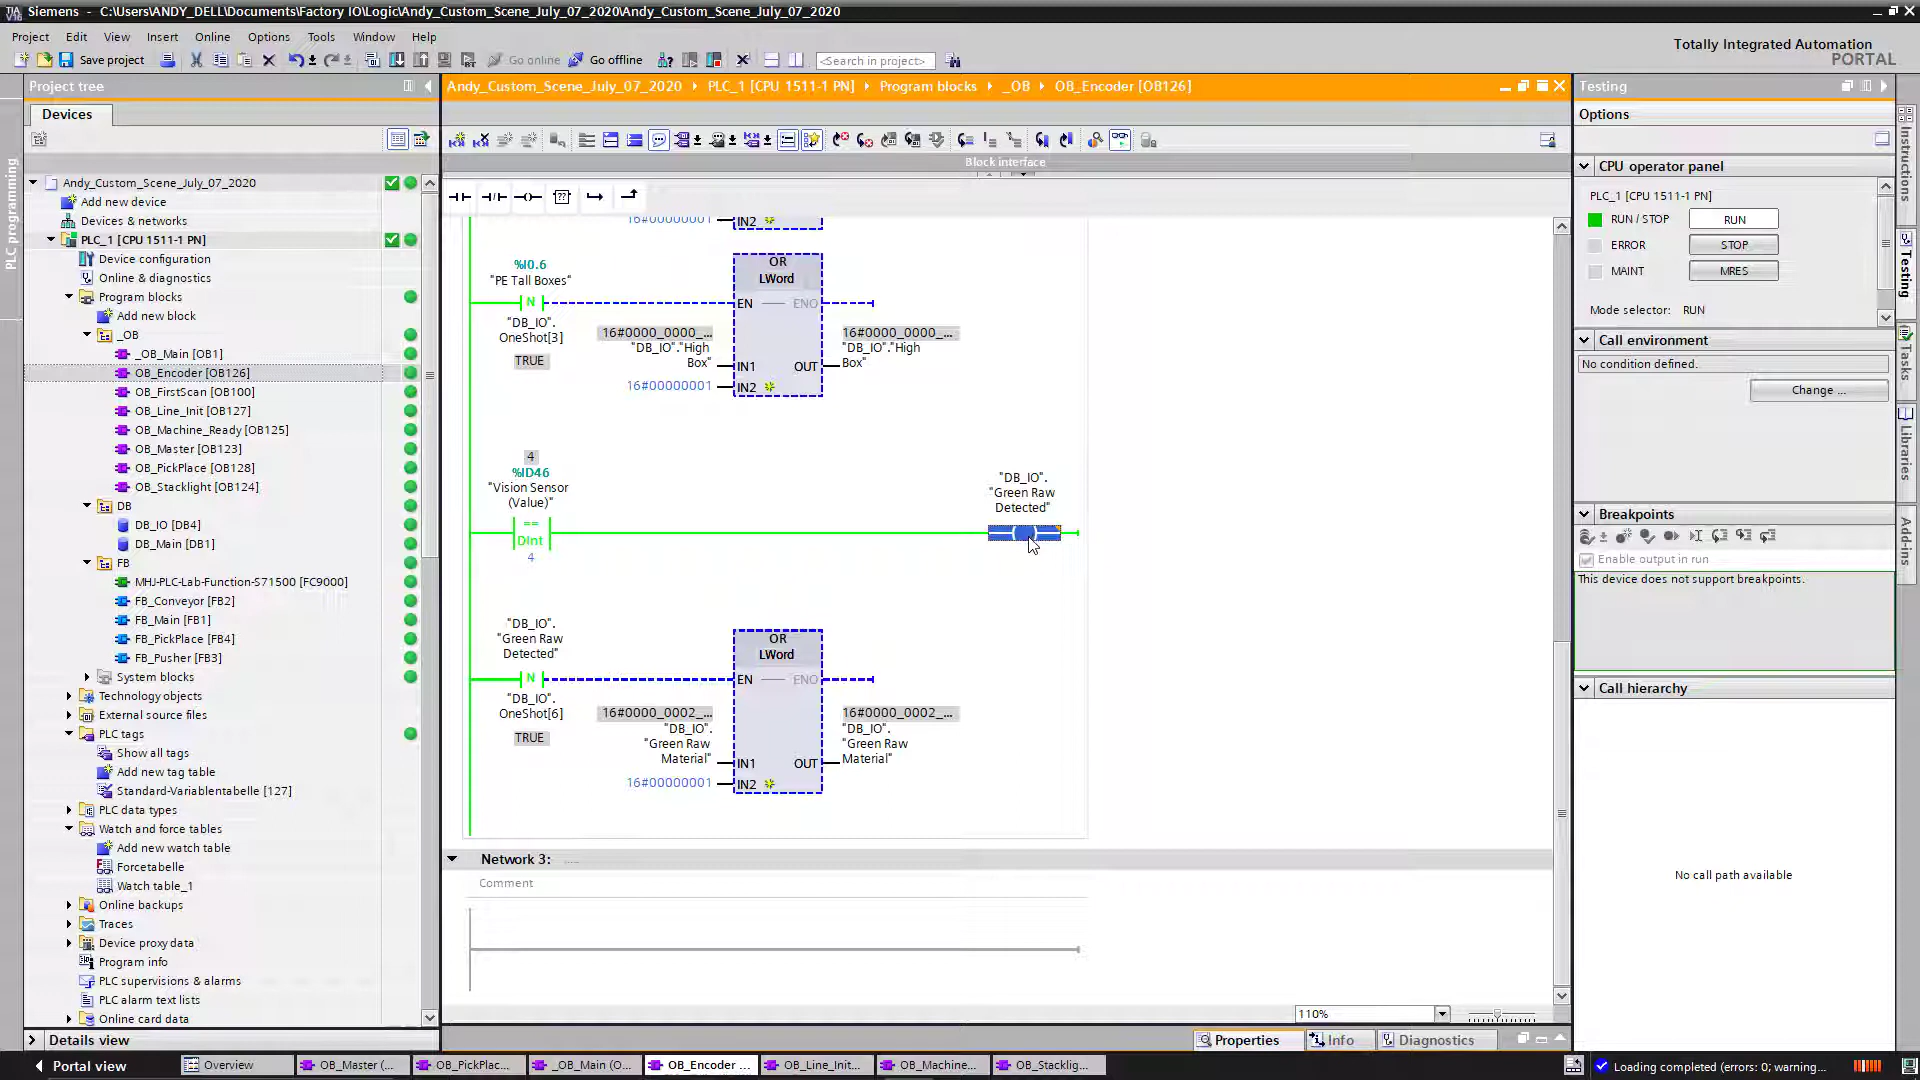 Siemens - C:\Users\ANDY_DELL\Documents\Factory IO\Logic\Andy_Custom_Scene_July_07_2020\Andy_Custom_Scene_July_07_2020
Project Edit View Insert Online Options Tools Window Help
Totally Integrated Automation
PORTAL
Save project
Go online
Go offline
<Search in project>
Project tree
Devices
PLC programming
Andy_Custom_Scene_July_07_2020
Add new device
Devices & networks
PLC_1 [CPU 1511-1 PN]
Device configuration
Online & diagnostics
Program blocks
Add new block
_OB
_OB_Main [OB1]
OB_Encoder [OB126]
OB_FirstScan [OB100]
OB_Line_Init [OB127]
OB_Machine_Ready [OB125]
OB_Master [OB123]
OB_PickPlace [OB128]
OB_Stacklight [OB124]
DB
DB_IO [DB4]
DB_Main [DB1]
FB
MHJ-PLC-Lab-Function-S71500 [FC9000]
FB_Conveyor [FB2]
FB_Main [FB1]
FB_PickPlace [FB4]
FB_Pusher [FB3]
System blocks
Technology objects
External source files
PLC tags
Show all tags
Add new tag table
Standard-Variablentabelle [127]
PLC data types
Watch and force tables
Add new watch table
Forcetabelle
Watch table_1
Online backups
Traces
Device proxy data
Program info
PLC supervisions & alarms
PLC alarm text lists
Online card data
Details view
Andy_Custom_Scene_July_07_2020 PLC_1 [CPU 1511-1 PN] Program blocks _OB OB_Encoder [OB126]
Block interface
16#00000001 IN2
%I0.6
"PE Tall Boxes"
N
"DB_IO".
OneShot[3]
TRUE
OR
LWord
EN ENO
16#0000_0000_...
"DB_IO"."High
Box" IN1
16#00000001 IN2
16#0000_0000_...
"DB_IO"."High
OUT Box"
4
%ID46
"Vision Sensor
(Value)"
==
DInt
4
"DB_IO".
"Green Raw
Detected"
"DB_IO".
"Green Raw
Detected"
N
"DB_IO".
OneShot[6]
TRUE
OR
LWord
EN ENO
16#0000_0002_...
"DB_IO".
"Green Raw
Material" IN1
16#00000001 IN2
16#0000_0002_...
"DB_IO".
"Green Raw
OUT Material"
Network 3: .....
Comment
110%
Properties Info Diagnostics
Testing
Options
CPU operator panel
PLC_1 [CPU 1511-1 PN]
RUN / STOP RUN
ERROR STOP
MAINT MRES
Mode selector: RUN
Call environment
No condition defined.
Change ...
Breakpoints
Enable output in run
This device does not support breakpoints.
Call hierarchy
No call path available
Instructions
Testing
Tasks
Libraries
Add-ins
Portal view
Overview
OB_Master (...
OB_PickPlac...
_OB_Main (O...
OB_Encoder ...
OB_Line_Init...
OB_Machine...
OB_Stacklig...
Loading completed (errors: 0; warning...